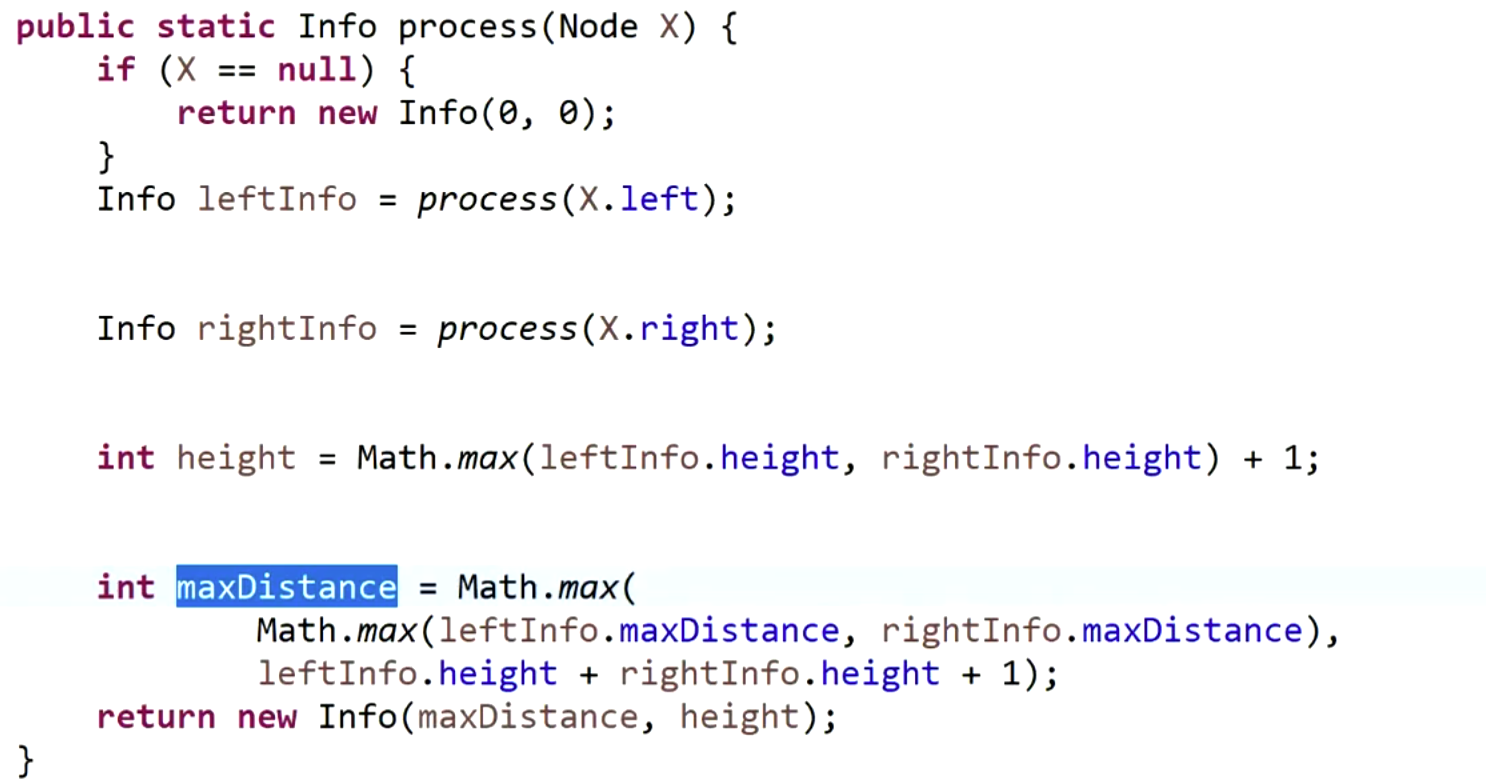 public static Info process(Node X) {
    if (X == null) {
        return new Info(0, 0);
    }
    Info leftInfo = process(X.left);
    Info rightInfo = process(X.right);
    int height = Math.max(leftInfo.height, rightInfo.height) + 1;
    int maxDistance = Math.max(
            Math.max(leftInfo.maxDistance, rightInfo.maxDistance),
            leftInfo.height + rightInfo.height + 1);
    return new Info(maxDistance, height);
}